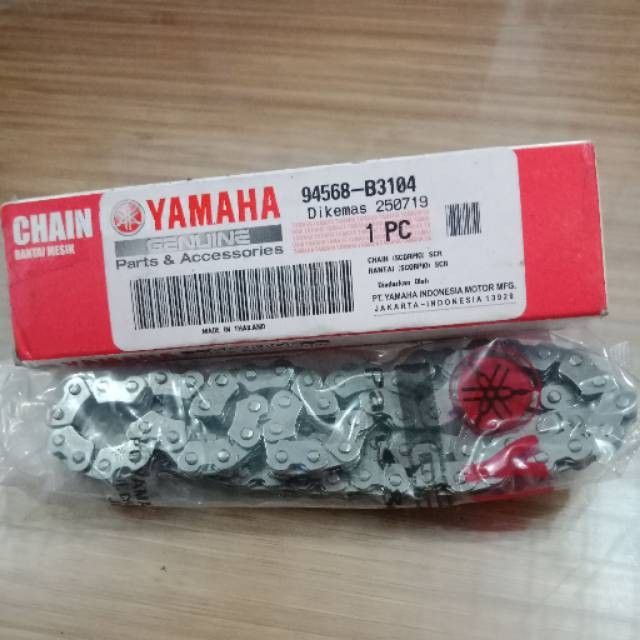 CHAIN
RANTAI MESIK
YAMAHA
GENUINE
Parts & Accessories
MADE IN THAILAND
94568-B3104
Dikemas 250719
1 PC
CHAIN (SCORPIO) SCR
RANTAI (SCORPIO) SCR
Diedarkan Oleh
PT. YAMAHA INDONESIA MOTOR MFG.
JAKARTA-INDONESIA 13920